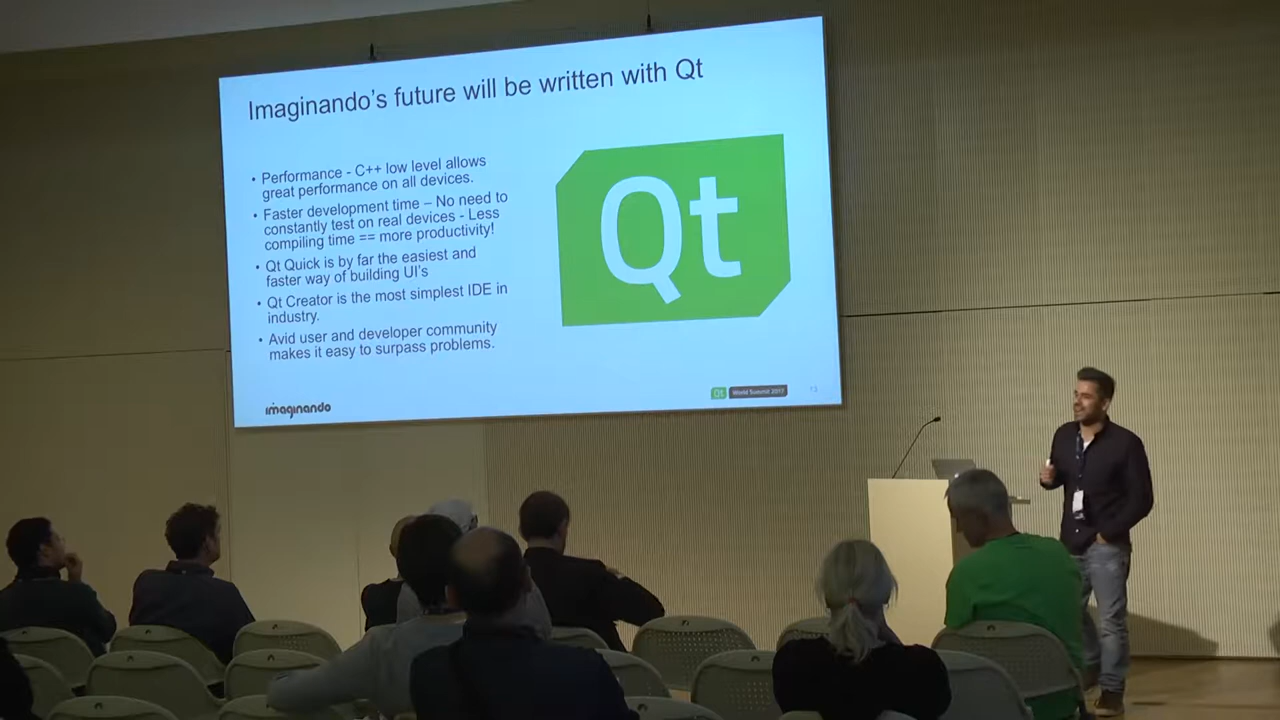 Imaginando's future will be written with Qt
• Performance - C++ low level allows
great performance on all devices.
• Faster development time – No need to
constantly test on real devices - Less
compiling time == more productivity!
• Qt Quick is by far the easiest and
faster way of building UI's
• Qt Creator is the most simplest IDE in
industry.
• Avid user and developer community
makes it easy to surpass problems.
Qt
imaginando
Qt World Summit 2017